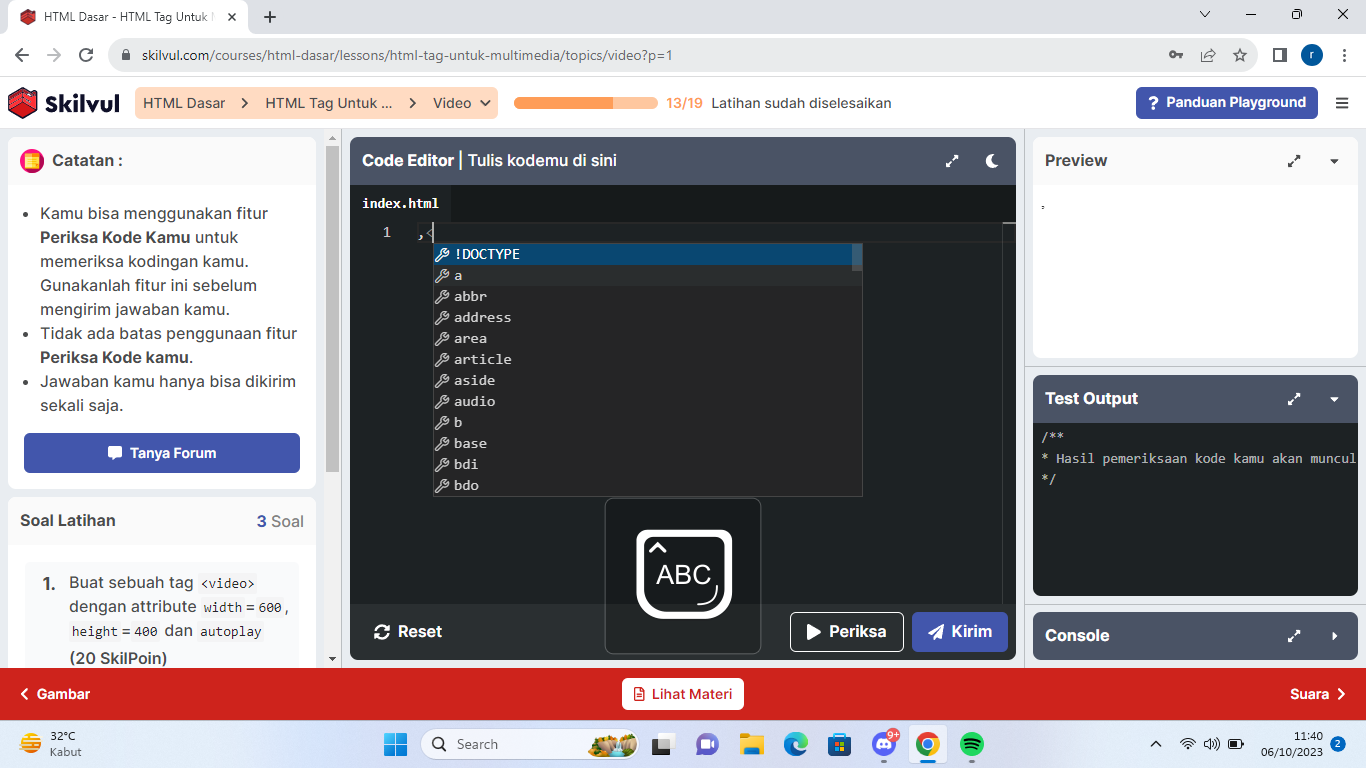 HTML Dasar - HTML Tag Untuk
skilvul.com/courses/html-dasar/lessons/html-tag-untuk-multimedia/topics/video?p=1
r
Skilvul
HTML Dasar > HTML Tag Untuk ... > Video
13/19 Latihan sudah diselesaikan
? Panduan Playground
Catatan :
• Kamu bisa menggunakan fitur
Periksa Kode Kamu untuk
memeriksa kodingan kamu.
Gunakanlah fitur ini sebelum
mengirim jawaban kamu.
• Tidak ada batas penggunaan fitur
Periksa Kode kamu.
• Jawaban kamu hanya bisa dikirim
sekali saja.
Tanya Forum
Soal Latihan
3 Soal
1. Buat sebuah tag <video>
dengan attribute width = 600 ,
height = 400 dan autoplay
(20 SkilPoin)
Code Editor | Tulis kodemu di sini
index.html
1 ,<
!DOCTYPE
a
abbr
address
area
article
aside
audio
b
base
bdi
bdo
ABC
Reset
Periksa
Kirim
Preview
,
Test Output
/**
* Hasil pemeriksaan kode kamu akan muncul
*/
Console
Gambar
Lihat Materi
Suara
32°C
Kabut
Search
9+
11:40
06/10/2023
2